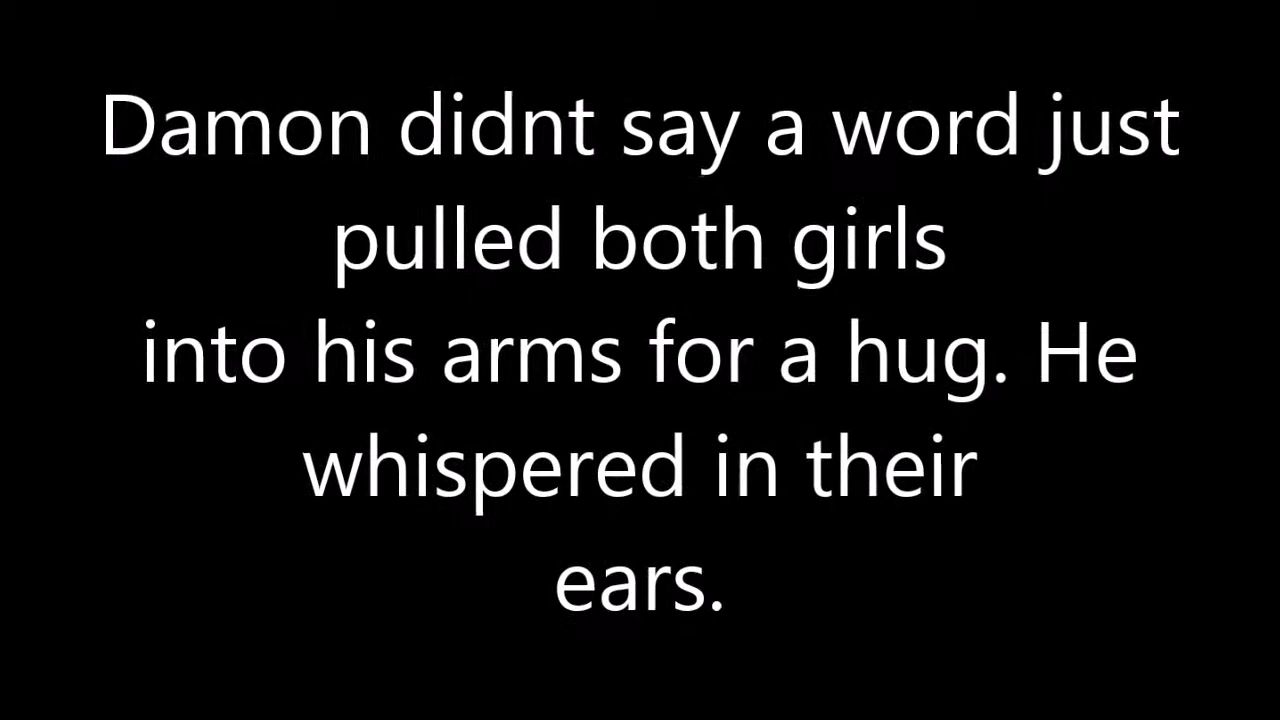 Damon didnt say a word just
pulled both girls
into his arms for a hug. He
whispered in their
ears.